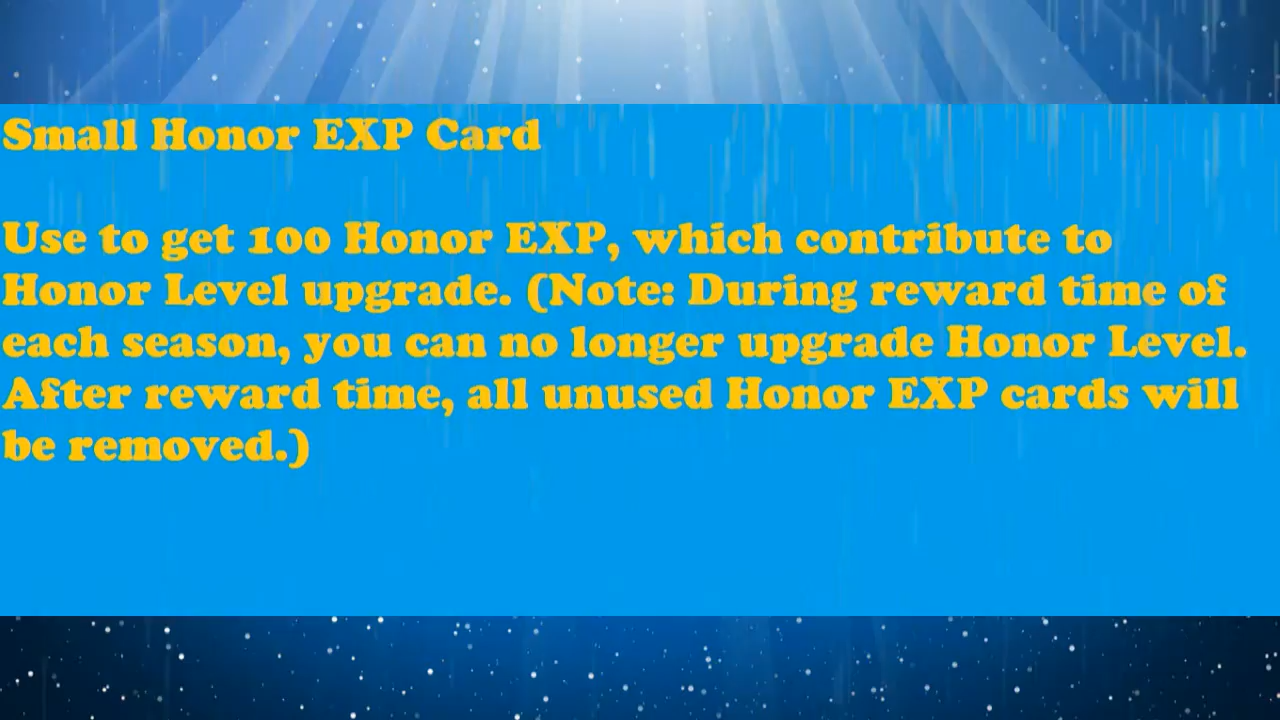 Small Honor EXP Card
Use to get 100 Honor EXP, which contribute to
Honor Level upgrade. (Note: During reward time of
each season, you can no longer upgrade Honor Level.
After reward time, all unused Honor EXP cards will
be removed.)